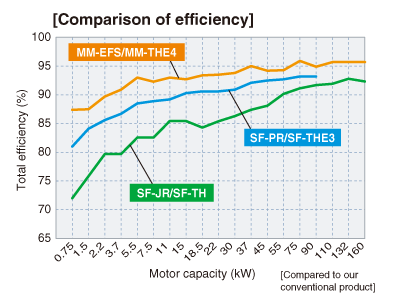 [Comparison of efficiency]
100
95
90
85
80
75
70
65
Total efficiency (%)
MM-EFS/MM-THE4
SF-PR/SF-THE3
SF-JR/SF-TH
0.75 1.5 2.2 3.7 5.5 7.5 11 15 18.5 22 30 37 45 55 75 90 110 132 160
Motor capacity (kW)
[Compared to our
conventional product]